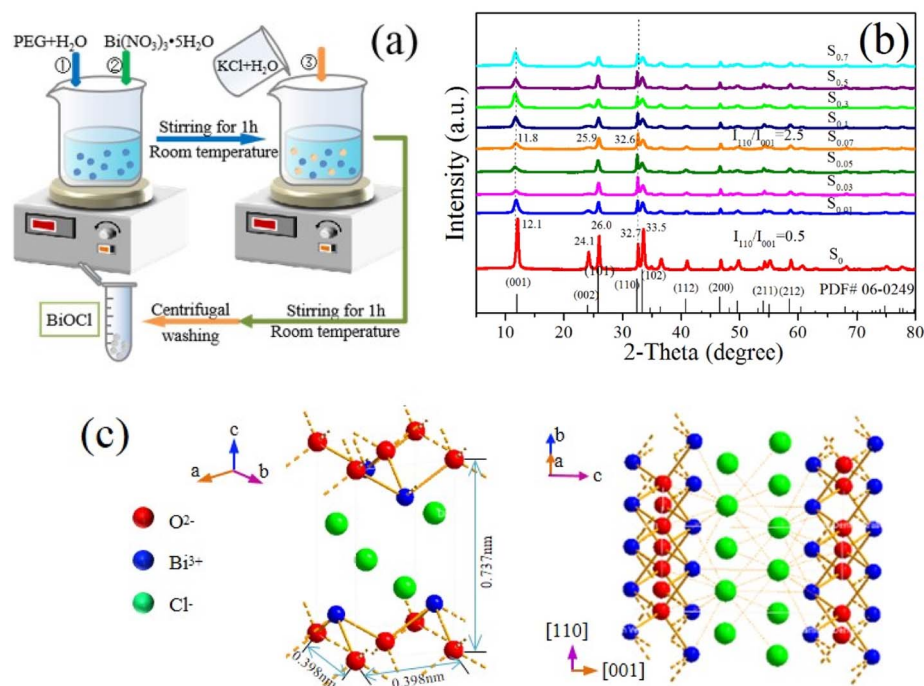 (a)
PEG+H2O
Bi(NO3)3•5H2O
①
②
KCl+H2O
③
Stirring for 1h
Room temperature
BiOCl
Centrifugal
washing
Stirring for 1h
Room temperature
(b)
Intensity (a.u.)
S0.7
S0.5
S0.3
S0.1
11.8
25.9
32.6
I110/I001=2.5
S0.07
S0.05
S0.03
S0.01
12.1
24.1
26.0
32.7
33.5
I110/I001=0.5
S0
(001)
(002)
(101)
(110)
(102)
(112)
(200)
(211)
(212)
PDF# 06-0249
10 20 30 40 50 60 70 80
2-Theta (degree)
(c)
c
a
b
O2-
Bi3+
Cl-
0.737nm
0.398nm
0.398nm
b
a
c
[110]
[001]